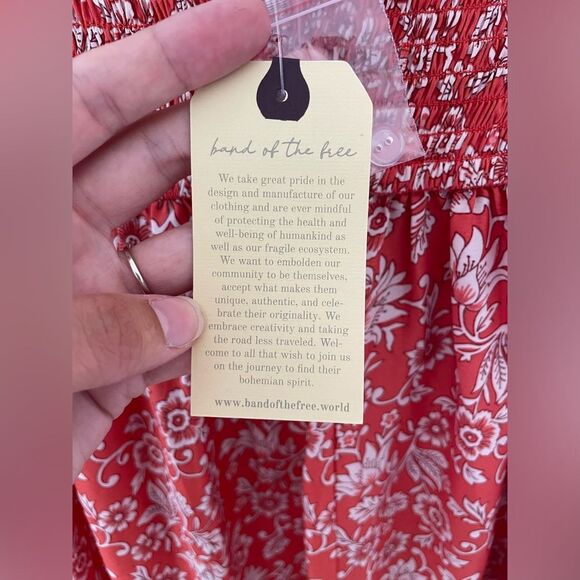 band of the free
We take great pride in the
design and manufacture of our
clothing and are ever mindful
of protecting the health and
well-being of humankind as
well as our fragile ecosystem.
We want to embolden our
community to be themselves,
accept what makes them
unique, authentic, and cele-
brate their originality. We
embrace creativity and taking
the road less traveled. Wel-
come to all that wish to join us
on the journey to find their
bohemian spirit.
www.bandofthefree.world